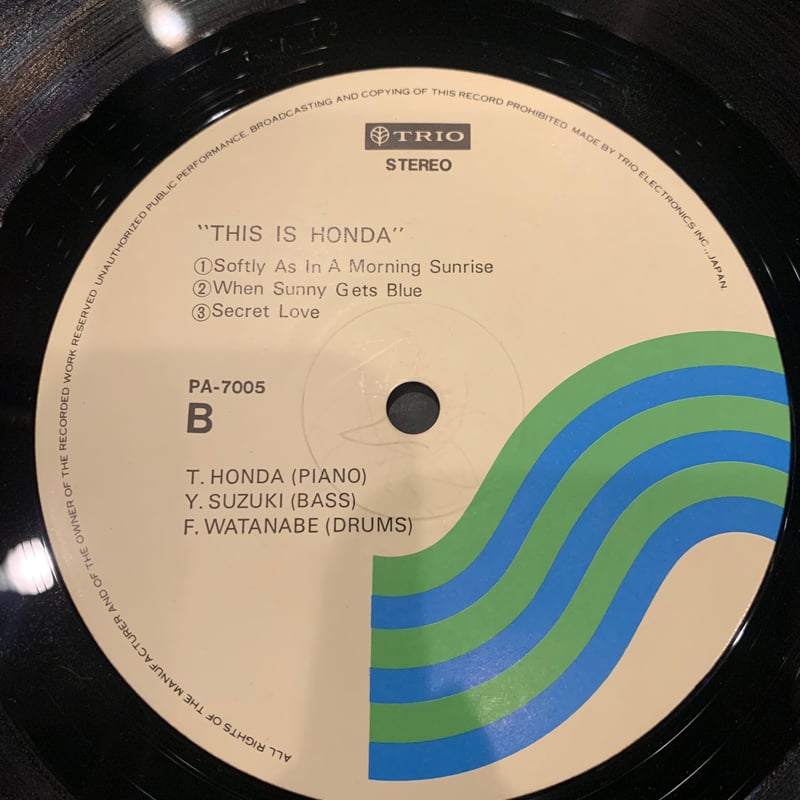 TRIO
STEREO
"THIS IS HONDA"
①Softly As In A Morning Sunrise
②When Sunny Gets Blue
③Secret Love
PA-7005
B
T. HONDA (PIANO)
Y. SUZUKI (BASS)
F. WATANABE (DRUMS)
ALL RIGHTS OF THE MANUFACTURER AND OF THE OWNER OF THE RECORDED WORK RESERVED UNAUTHORIZED PUBLIC PERFORMANCE. BROADCASTING AND COPYING OF THIS RECORD PROHIBITED MADE BY TRIO ELECTRONICS INC., JAPAN.